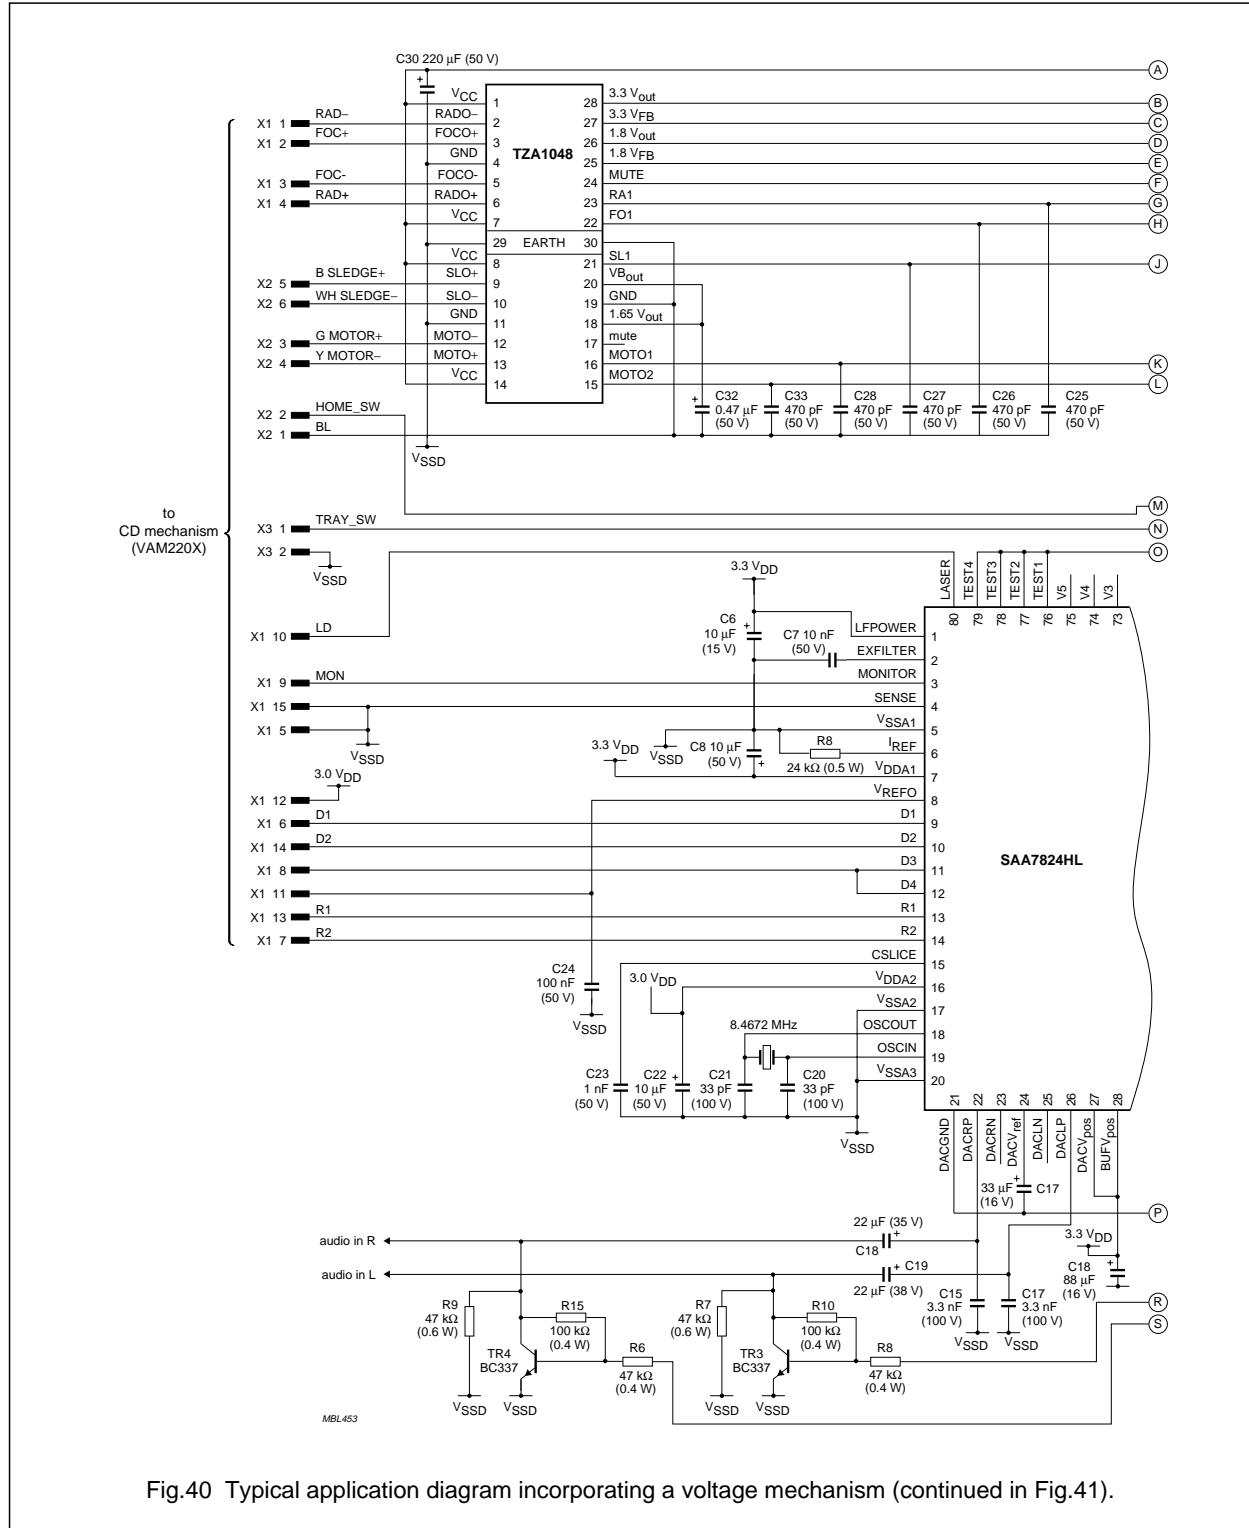 C30 220 µF (50 V)
A
VCC 1 28 3.3 Vout B
X1 1 RAD− RADO− 2 27 3.3 VFB C
X1 2 FOC+ FOCO+ 3 26 1.8 Vout D
TZA1048
GND 4 25 1.8 VFB E
X1 3 FOC- FOCO- 5 24 MUTE F
X1 4 RAD+ RADO+ 6 23 RA1 G
VCC 7 22 FO1 H
29 EARTH 30
VCC 8 21 SL1 J
X2 5 B SLEDGE+ SLO+ 9 20 VBout
X2 6 WH SLEDGE− SLO− 10 19 GND
GND 11 18 1.65 Vout
X2 3 G MOTOR+ MOTO− 12 17 mute
X2 4 Y MOTOR− MOTO+ 13 16 MOTO1 K
VCC 14 15 MOTO2 L
C32 C33 C28 C27 C26 C25
0.47 µF 470 pF 470 pF 470 pF 470 pF 470 pF
(50 V) (50 V) (50 V) (50 V) (50 V) (50 V)
X2 2 HOME_SW
X2 1 BL
VSSD
M
to
CD mechanism
(VAM220X)
X3 1 TRAY_SW N
X3 2 O
VSSD
LASER TEST4 TEST3 TEST2 TEST1 V5 V4 V3
80 79 78 77 76 75 74 73
3.3 VDD
X1 10 LD
C6
10 µF
(15 V)
C7 10 nF
(50 V)
LFPOWER 1
EXFILTER 2
X1 9 MON MONITOR 3
X1 15 SENSE 4
X1 5 VSSA1 5
VSSD
3.3 VDD
VSSD
C8 10 µF
(50 V)
R8
24 kΩ (0.5 W)
IREF 6
VDDA1 7
3.0 VDD
X1 12 VREFO 8
X1 6 D1 D1 9
X1 14 D2 D2 10
SAA7824HL
X1 8 D3 11
X1 11 D4 12
X1 13 R1 R1 13
X1 7 R2 R2 14
CSLICE 15
C24
100 nF
(50 V)
VSSD
3.0 VDD
VDDA2 16
VSSA2 17
8.4672 MHz
OSCOUT 18
OSCIN 19
VSSA3 20
C23
1 nF
(50 V)
C22
10 µF
(50 V)
C21
33 pF
(100 V)
C20
33 pF
(100 V)
VSSD
21 22 23 24 25 26 27 28
DACGND DACRP DACRN DACVref DACLN DACLP DACVpos BUFVpos
33 µF
(16 V)
C17
P
audio in R
22 µF (35 V)
C18
3.3 VDD
audio in L
C19
22 µF (38 V)
C18
88 µF
(16 V)
C15
3.3 nF
(100 V)
C17
3.3 nF
(100 V)
VSSD VSSD
R9
47 kΩ
(0.6 W)
R15
100 kΩ
(0.4 W)
R7
47 kΩ
(0.6 W)
R10
100 kΩ
(0.4 W)
R
S
TR4
BC337
R6
47 kΩ
(0.4 W)
TR3
BC337
R8
47 kΩ
(0.4 W)
VSSD VSSD VSSD VSSD
MBL453
Fig.40 Typical application diagram incorporating a voltage mechanism (continued in Fig.41).